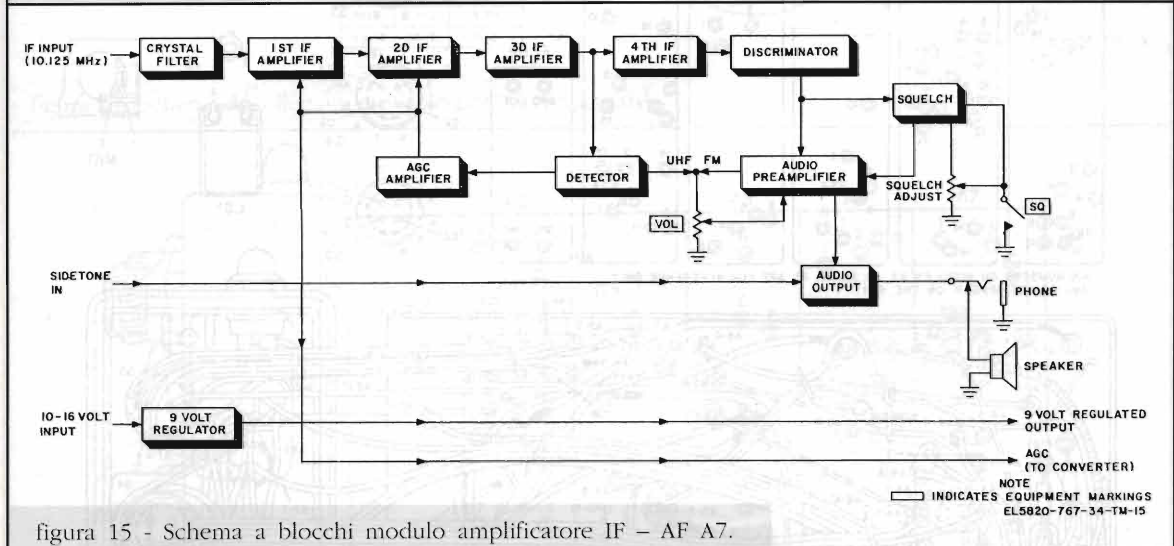 IF INPUT
(10.125 MHz)
CRYSTAL
FILTER
1ST IF
AMPLIFIER
2D IF
AMPLIFIER
3D IF
AMPLIFIER
4TH IF
AMPLIFIER
DISCRIMINATOR
SQUELCH
AGC
AMPLIFIER
DETECTOR
UHF
FM
AUDIO
PREAMPLIFIER
SQUELCH
ADJUST
SQ
VOL
SIDETONE
IN
AUDIO
OUTPUT
PHONE
SPEAKER
10-16 VOLT
INPUT
9 VOLT
REGULATOR
9 VOLT REGULATED
OUTPUT
AGC
(TO CONVERTER)
NOTE
INDICATES EQUIPMENT MARKINGS
EL5820-767-34-TM-15
figura 15 - Schema a blocchi modulo amplificatore IF – AF A7.